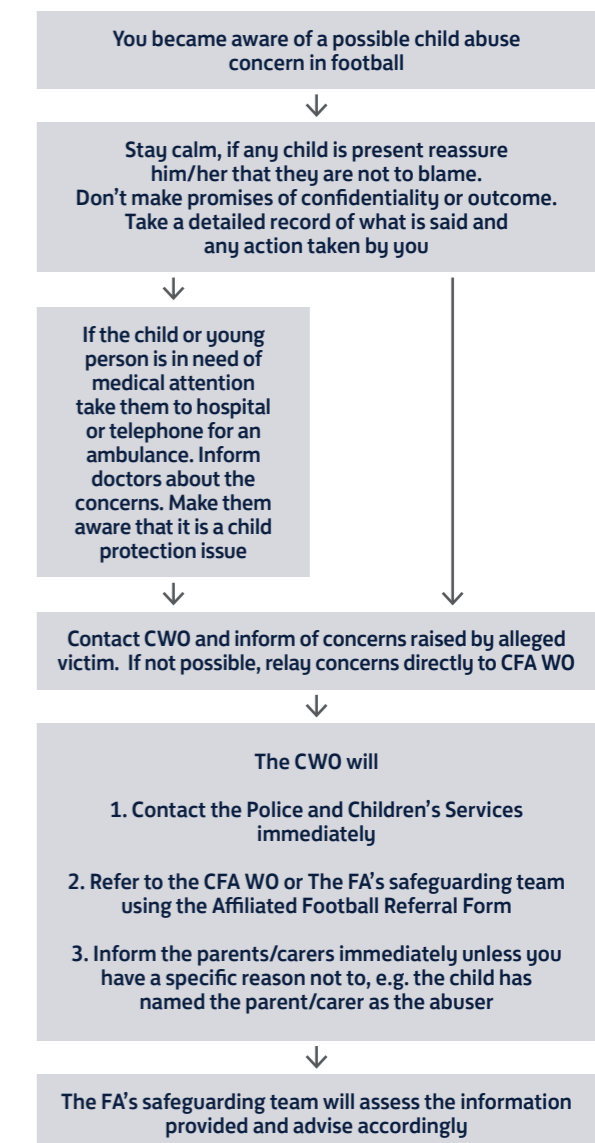 You became aware of a possible child abuse
concern in football
Stay calm, if any child is present reassure
him/her that they are not to blame.
Don't make promises of confidentiality or outcome.
Take a detailed record of what is said and
any action taken by you
If the child or young
person is in need of
medical attention
take them to hospital
or telephone for an
ambulance. Inform
doctors about the
concerns. Make them
aware that it is a child
protection issue
Contact CWO and inform of concerns raised by alleged
victim. If not possible, relay concerns directly to CFA WO
The CWO will
1. Contact the Police and Children's Services
immediately
2. Refer to the CFA WO or The FA's safeguarding team
using the Affiliated Football Referral Form
3. Inform the parents/carers immediately unless you
have a specific reason not to, e.g. the child has
named the parent/carer as the abuser
The FA's safeguarding team will assess the information
provided and advise accordingly